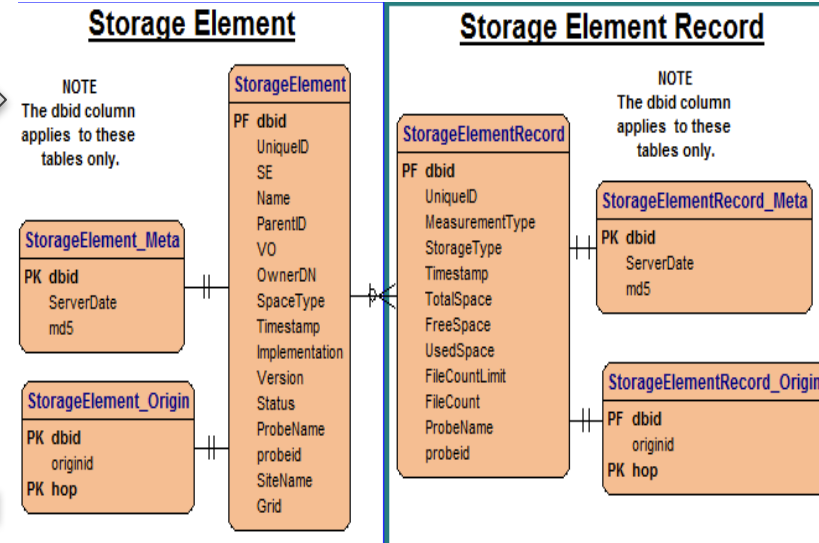 Storage Element
NOTE
The dbid column
applies to these
tables only.
StorageElement
PF dbid
UniqueID
SE
Name
ParentID
VO
OwnerDN
SpaceType
Timestamp
Implementation
Version
Status
ProbeName
probeid
SiteName
Grid
StorageElement_Meta
PK dbid
ServerDate
md5
StorageElement_Origin
PK dbid
originid
PK hop
Storage Element Record
NOTE
The dbid column
applies to these
tables only.
StorageElementRecord
PF dbid
UniqueID
MeasurementType
StorageType
Timestamp
TotalSpace
FreeSpace
UsedSpace
FileCountLimit
FileCount
ProbeName
probeid
StorageElementRecord_Meta
PK dbid
ServerDate
md5
StorageElementRecord_Origin
PF dbid
originid
PK hop